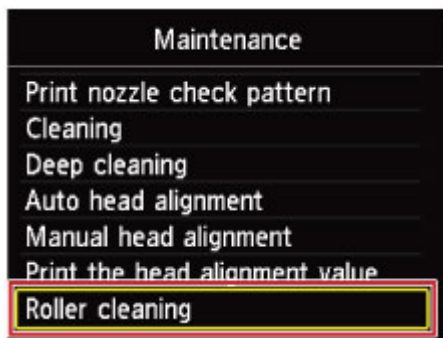 Maintenance
Print nozzle check pattern
Cleaning
Deep cleaning
Auto head alignment
Manual head alignment
Print the head alignment value
Roller cleaning